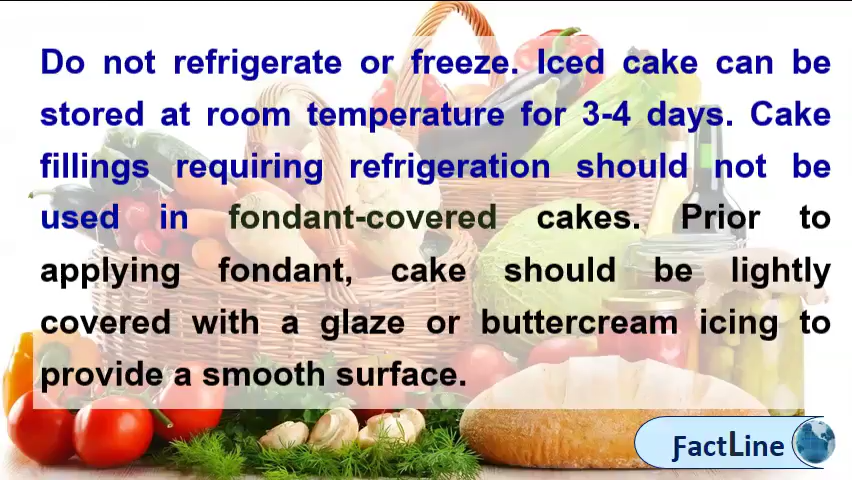 Do not refrigerate or freeze. Iced cake can be
stored at room temperature for 3-4 days. Cake
fillings requiring refrigeration should not be
used in fondant-covered cakes. Prior to
applying fondant, cake should be lightly
covered with a glaze or buttercream icing to
provide a smooth surface.
ƑactLine